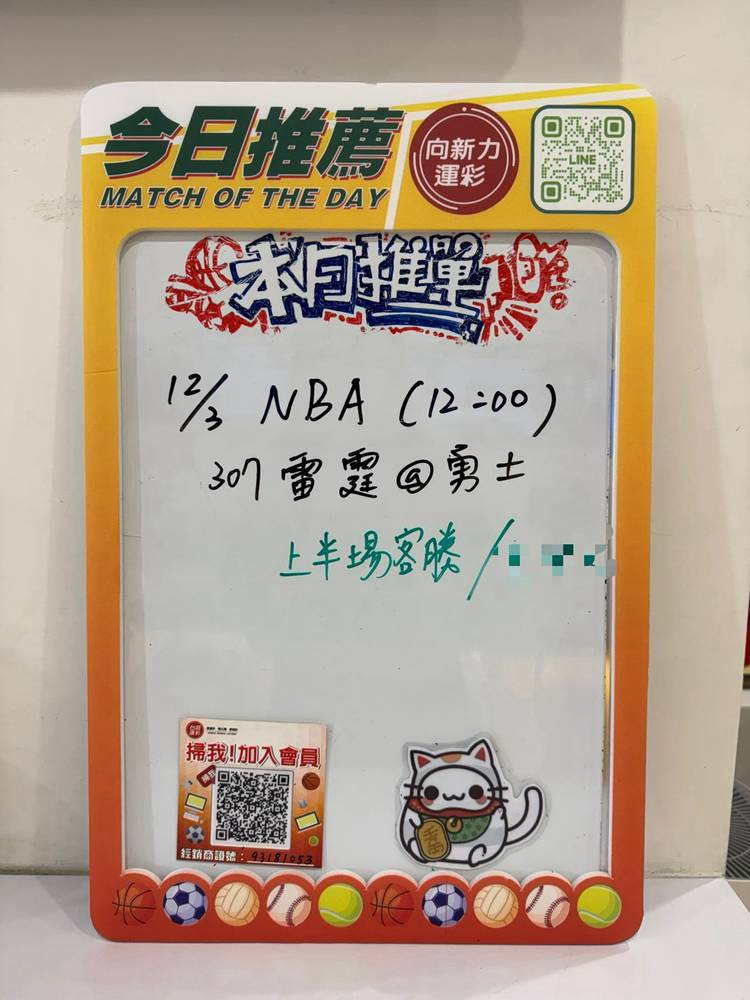 今日推薦
MATCH OF THE DAY
向新力
運彩
LINE
本月推單
12/3 NBA (12:00)
307 雷霆@勇士
上半場客勝/
掃我!加入會員
經銷商證號：93181053